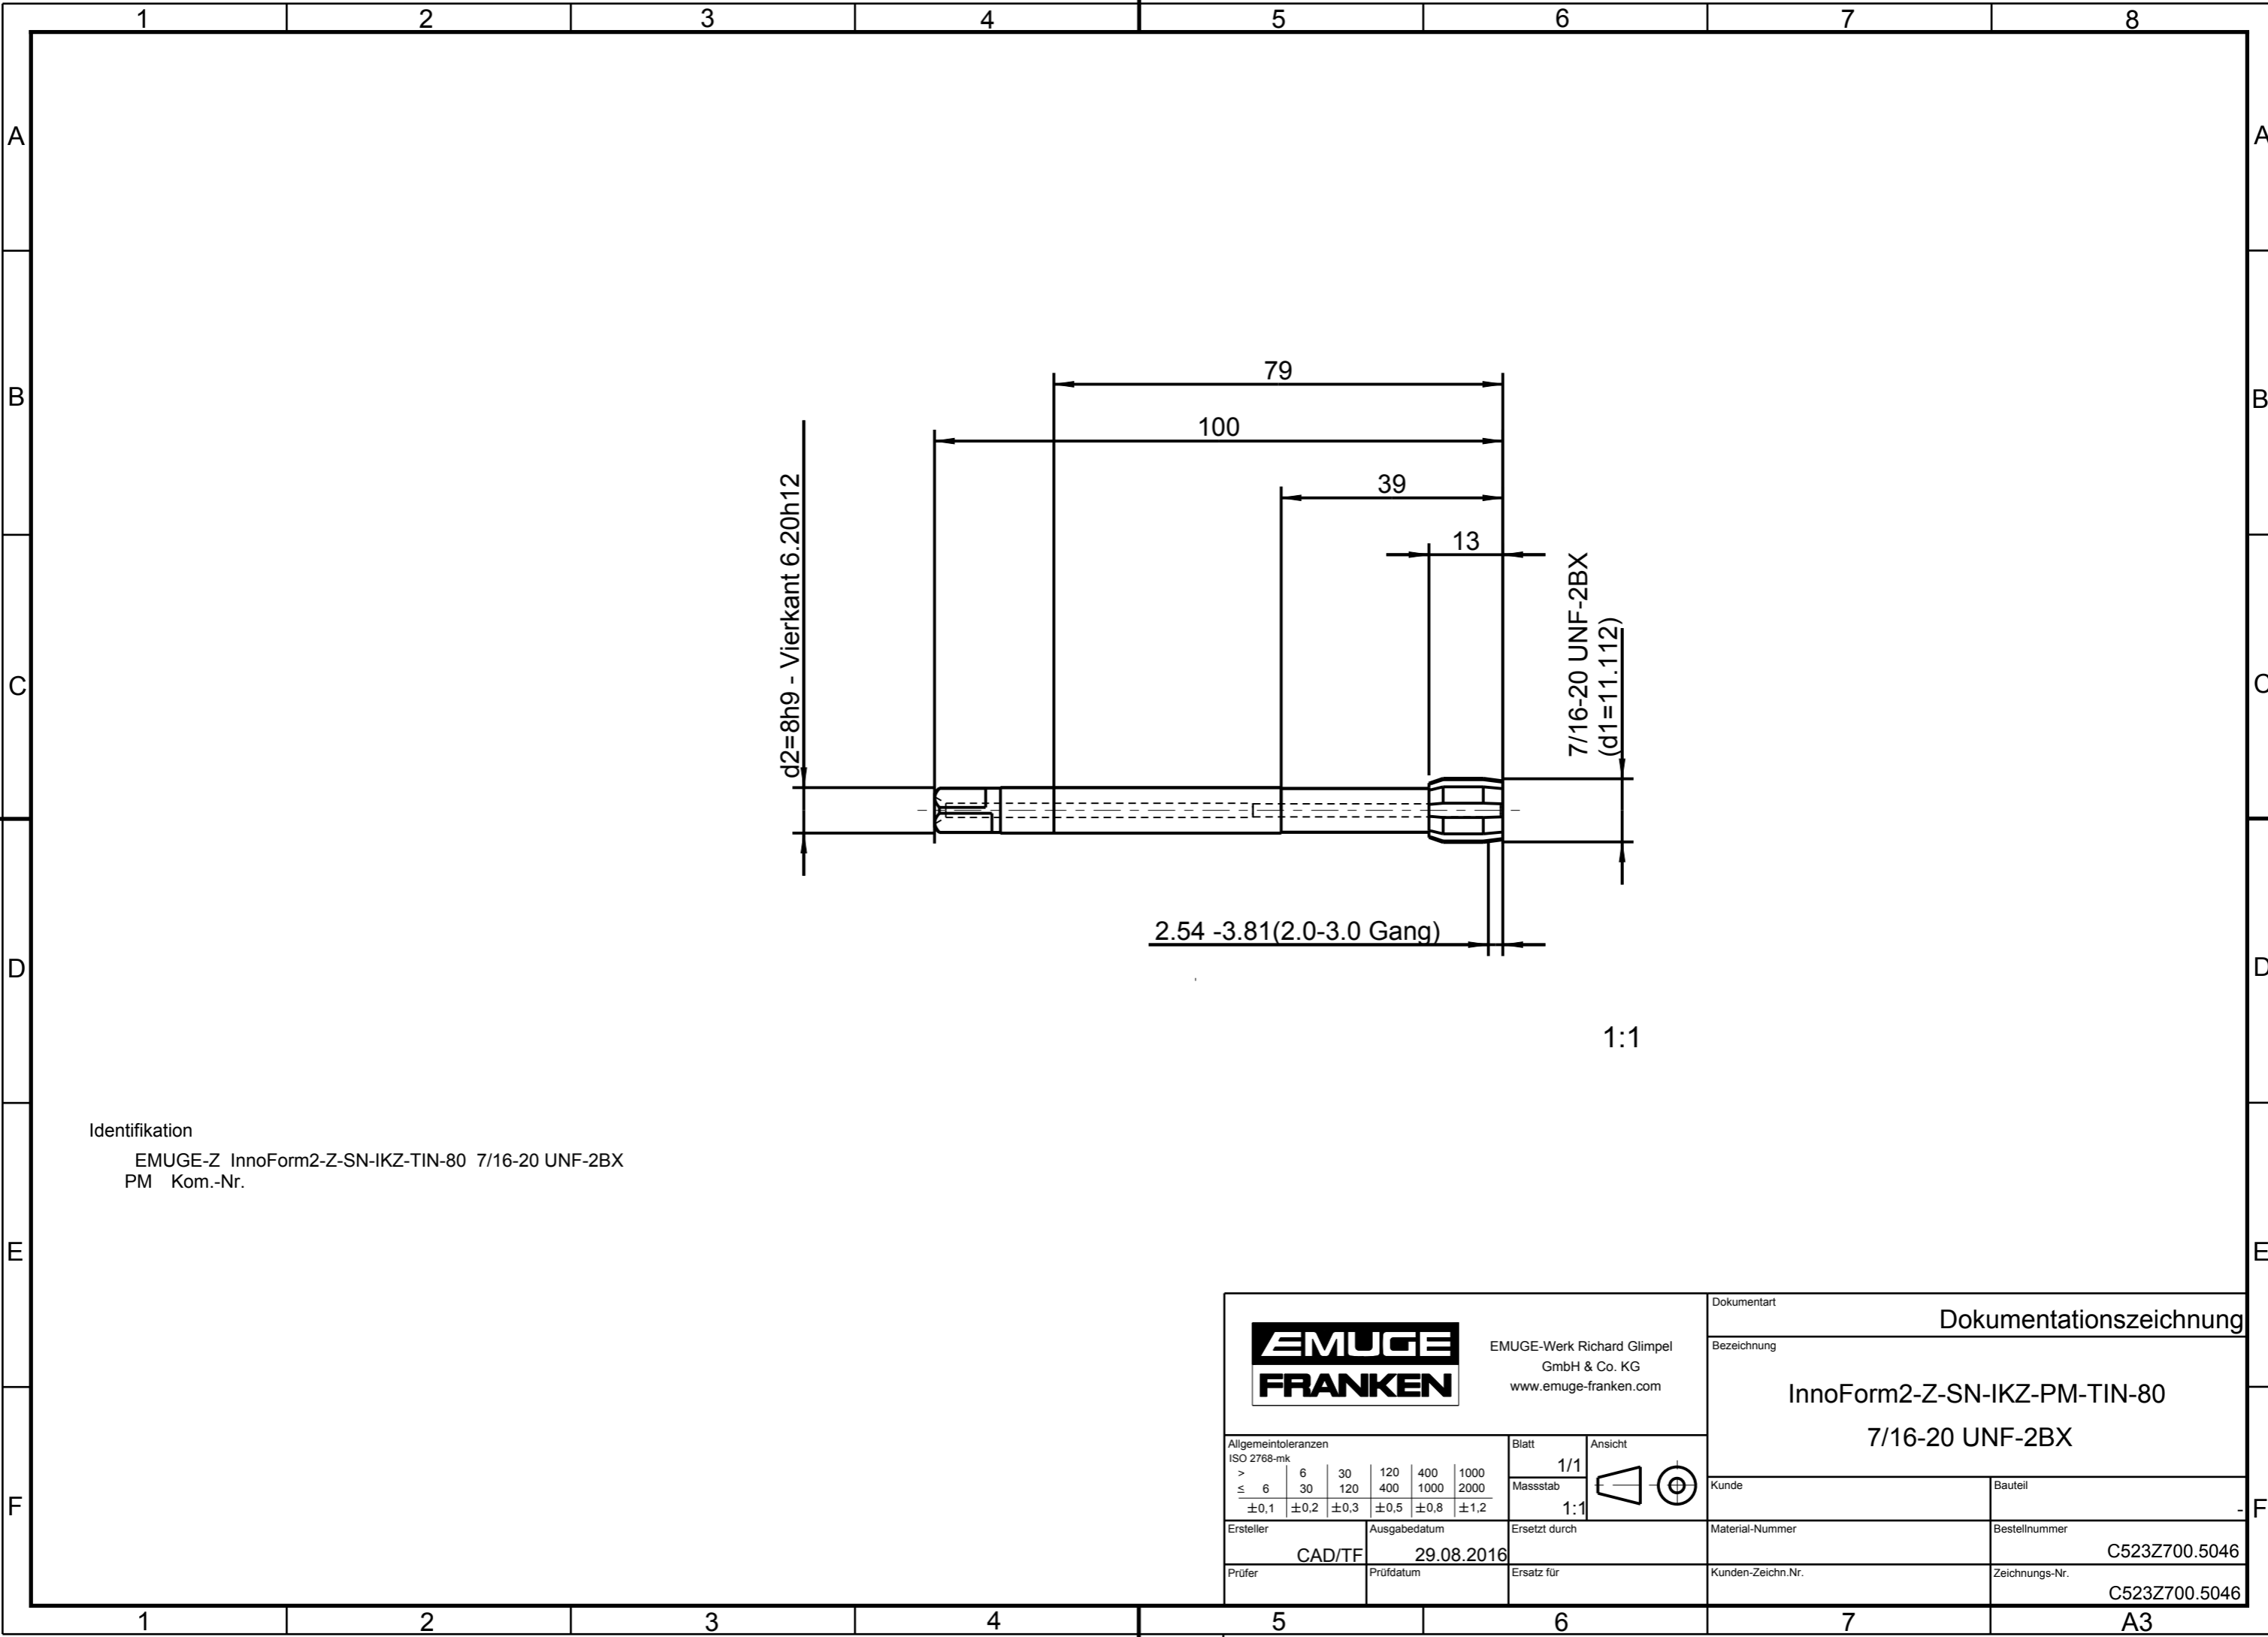 1 2 3 4 5 6 7 8
A A
B B
C C
D D
E E
F F
79
100
39
13
d2=8h9 - Vierkant 6.20h12
7/16-20 UNF-2BX
(d1=11.112)
2.54 -3.81(2.0-3.0 Gang)
1:1
Identifikation
EMUGE-Z InnoForm2-Z-SN-IKZ-TIN-80 7/16-20 UNF-2BX
PM Kom.-Nr.
EMUGE
FRANKEN
EMUGE-Werk Richard Glimpel
GmbH & Co. KG
www.emuge-franken.com
Dokumentart
Dokumentationszeichnung
Bezeichnung
InnoForm2-Z-SN-IKZ-PM-TIN-80
7/16-20 UNF-2BX
Allgemeintoleranzen
ISO 2768-mk
> 6 30 120 400 1000
≤ 6 30 120 400 1000 2000
±0,1 ±0,2 ±0,3 ±0,5 ±0,8 ±1,2
Blatt
1/1
Ansicht
Massstab
1:1
Kunde
Bauteil
-
Ersteller
CAD/TF
Ausgabedatum
29.08.2016
Ersetzt durch
Material-Nummer
Bestellnummer
C523Z700.5046
Prüfer
Prüfdatum
Ersatz für
Kunden-Zeichn.Nr.
Zeichnungs-Nr.
C523Z700.5046
1 2 3 4 5 6 7 A3